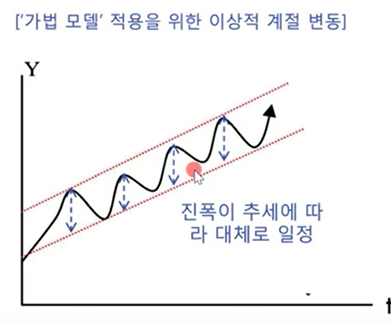 ['가법 모델' 적용을 위한 이상적 계절 변동]
Y
진폭이 추세에 따
라 대체로 일정
t